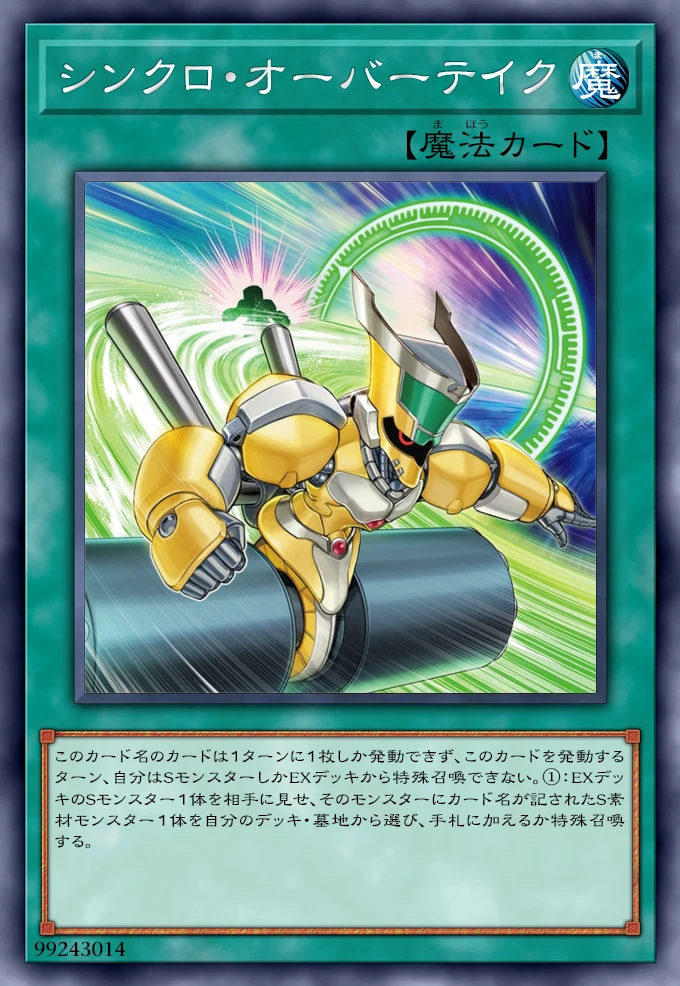 シンクロ・オーバーテイク 魔
ま
ま ほう
【魔法カード】
このカード名のカードは1ターンに1枚しか発動できず、このカードを発動する
ターン、自分はSモンスターしかEXデッキから特殊召喚できない。①：EXデッ
キのSモンスター1体を相手に見せ、そのモンスターにカード名が記されたS素
材モンスター1体を自分のデッキ・墓地から選び、手札に加えるか特殊召喚
する。
99243014